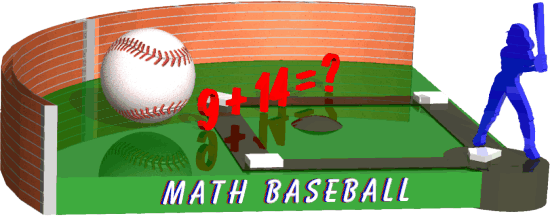 9 + 14 = ?
MATH BASEBALL